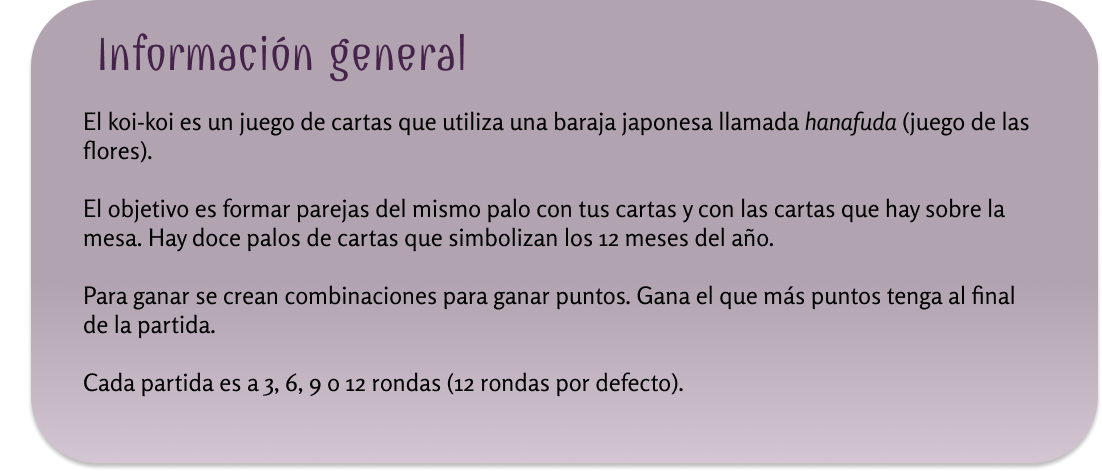 Información general
El koi-koi es un juego de cartas que utiliza una baraja japonesa llamada hanafuda (juego de las
flores).
El objetivo es formar parejas del mismo palo con tus cartas y con las cartas que hay sobre la
mesa. Hay doce palos de cartas que simbolizan los 12 meses del año.
Para ganar se crean combinaciones para ganar puntos. Gana el que más puntos tenga al final
de la partida.
Cada partida es a 3, 6, 9 o 12 rondas (12 rondas por defecto).